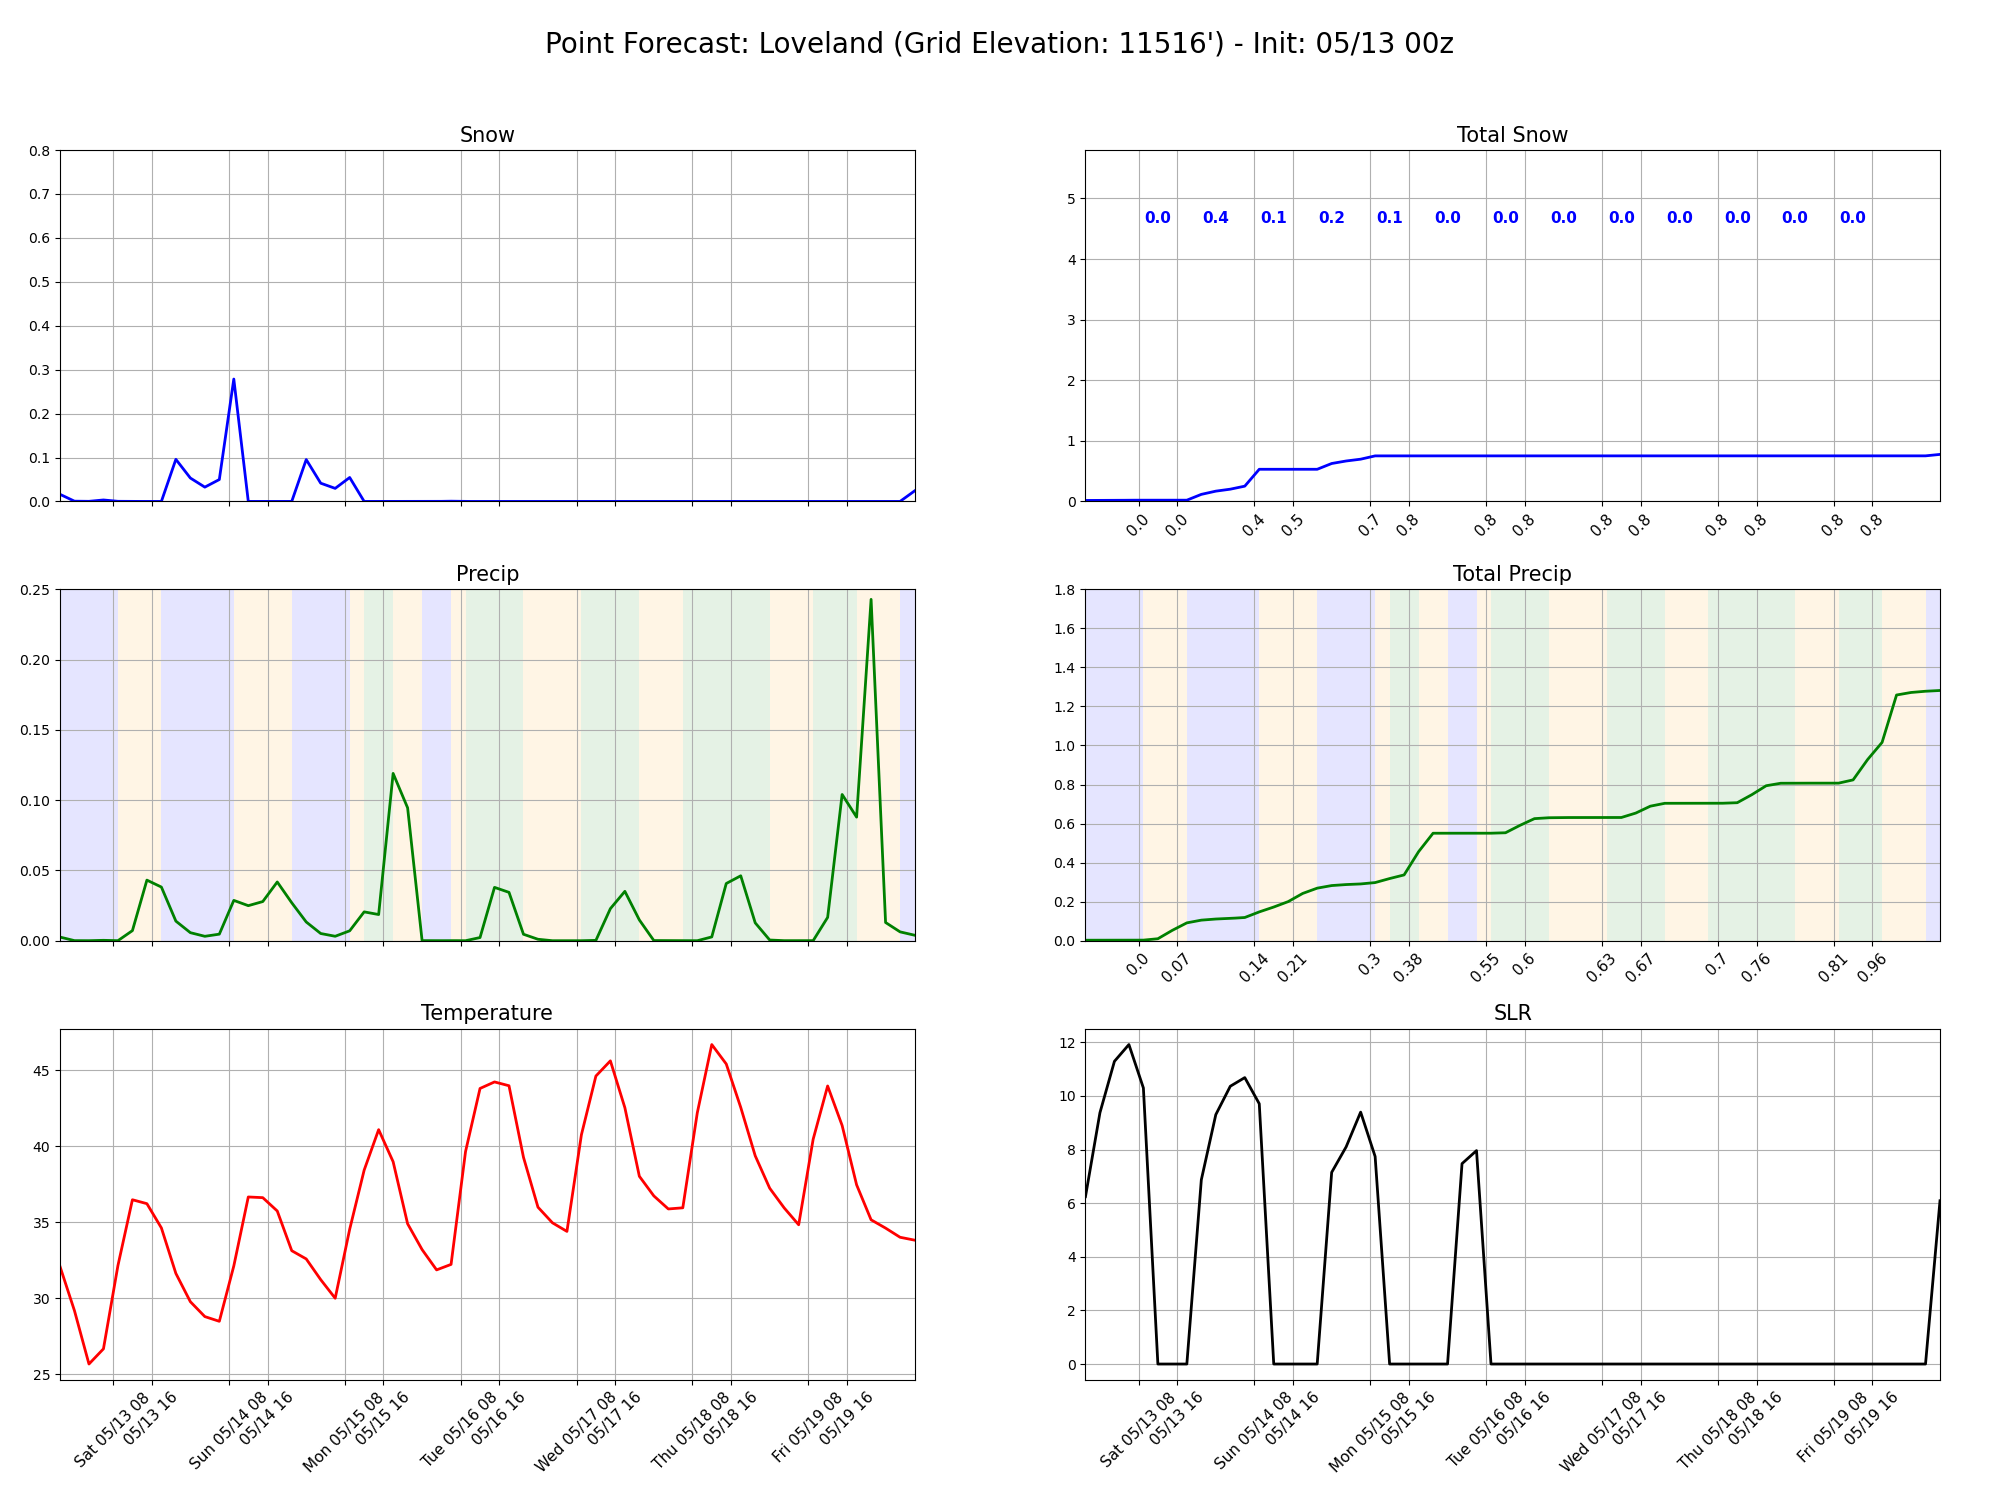 Point Forecast: Loveland (Grid Elevation: 11516') - Init: 05/13 00z
Snow
0.8
0.7
0.6
0.5
0.4
0.3
0.2
0.1
0.0
Total Snow
5
4
3
2
1
0
0.0 0.4 0.1 0.2 0.1 0.0 0.0 0.0 0.0 0.0 0.0 0.0 0.0
0.0 0.0 0.4 0.5 0.7 0.8 0.8 0.8 0.8 0.8 0.8 0.8 0.8 0.8
Precip
0.25
0.20
0.15
0.10
0.05
0.00
Total Precip
1.8
1.6
1.4
1.2
1.0
0.8
0.6
0.4
0.2
0.0
0.0 0.07 0.14 0.21 0.3 0.38 0.55 0.6 0.63 0.67 0.7 0.76 0.81 0.96
Temperature
45
40
35
30
25
Sat 05/13 08
05/13 16
Sun 05/14 08
05/14 16
Mon 05/15 08
05/15 16
Tue 05/16 08
05/16 16
Wed 05/17 08
05/17 16
Thu 05/18 08
05/18 16
Fri 05/19 08
05/19 16
SLR
12
10
8
6
4
2
0
Sat 05/13 08
05/13 16
Sun 05/14 08
05/14 16
Mon 05/15 08
05/15 16
Tue 05/16 08
05/16 16
Wed 05/17 08
05/17 16
Thu 05/18 08
05/18 16
Fri 05/19 08
05/19 16